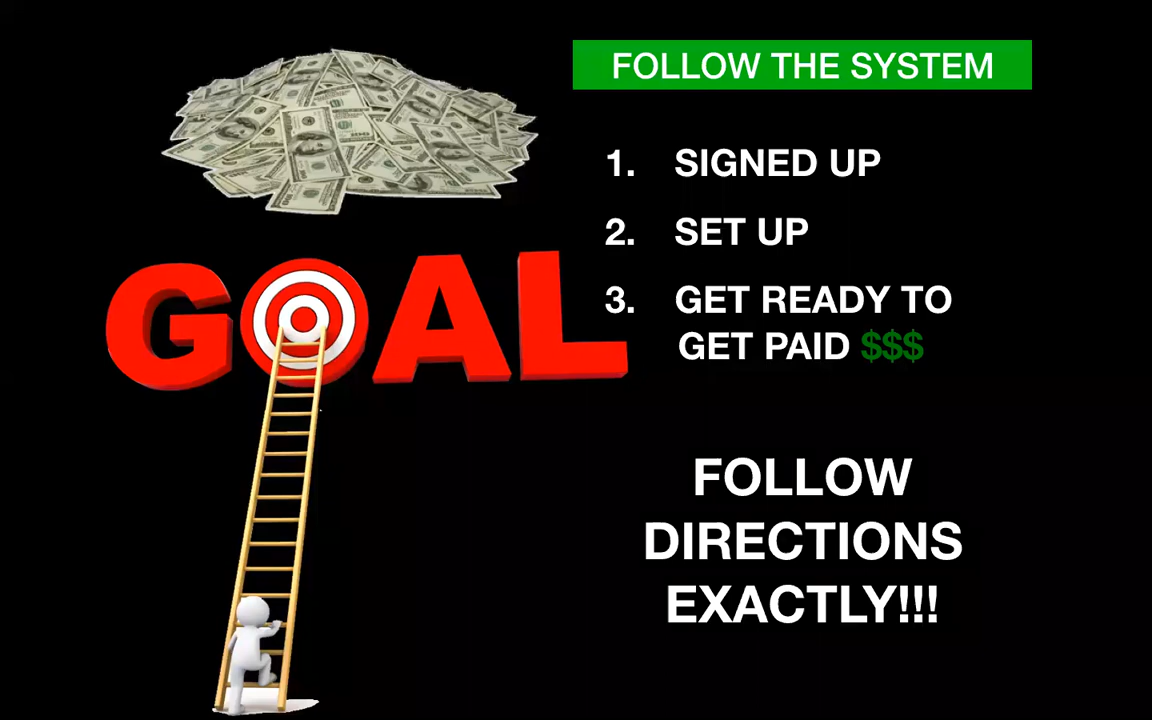 FOLLOW THE SYSTEM
1. SIGNED UP
2. SET UP
3. GET READY TO
GET PAID $$$
GOAL
FOLLOW
DIRECTIONS
EXACTLY!!!